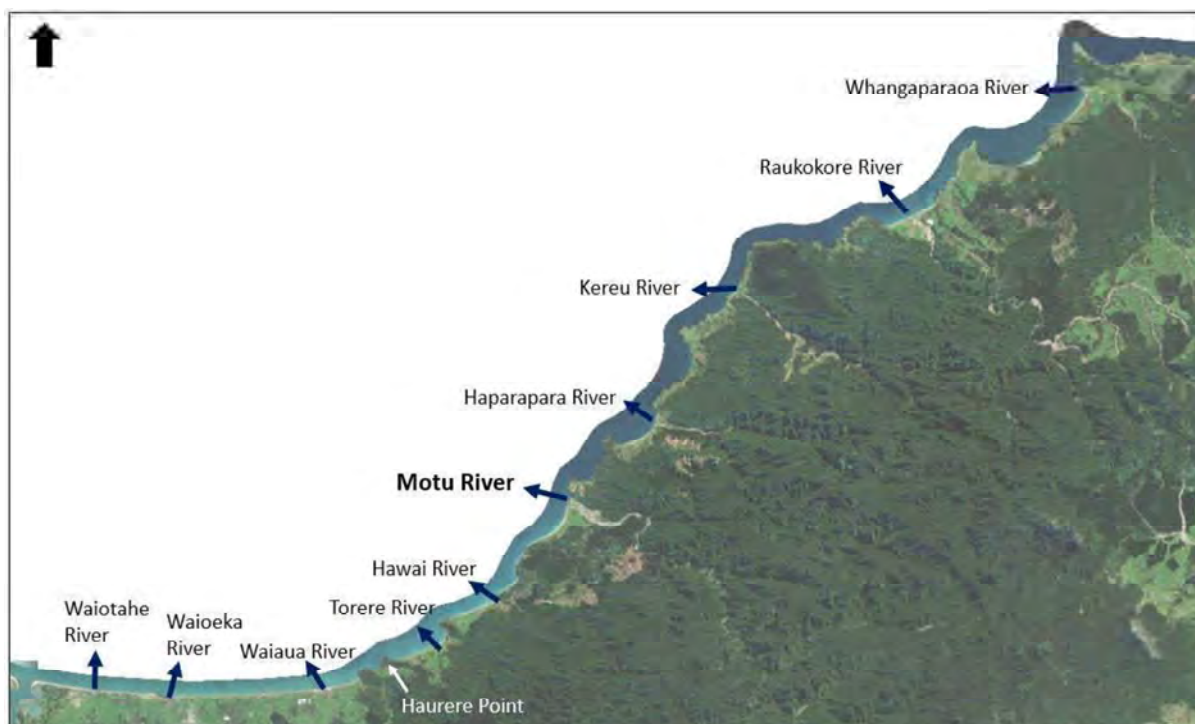 Whangaparaoa River
Raukokore River
Kereu River
Haparapara River
Motu River
Hawai River
Torere River
Waiotahe
River
Waioeka
River
Waiaua River
Haurere Point